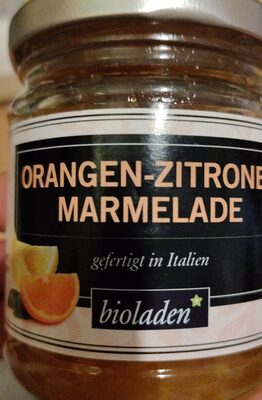 ORANGEN-ZITRONE
MARMELADE
gefertigt in Italien
bioladen